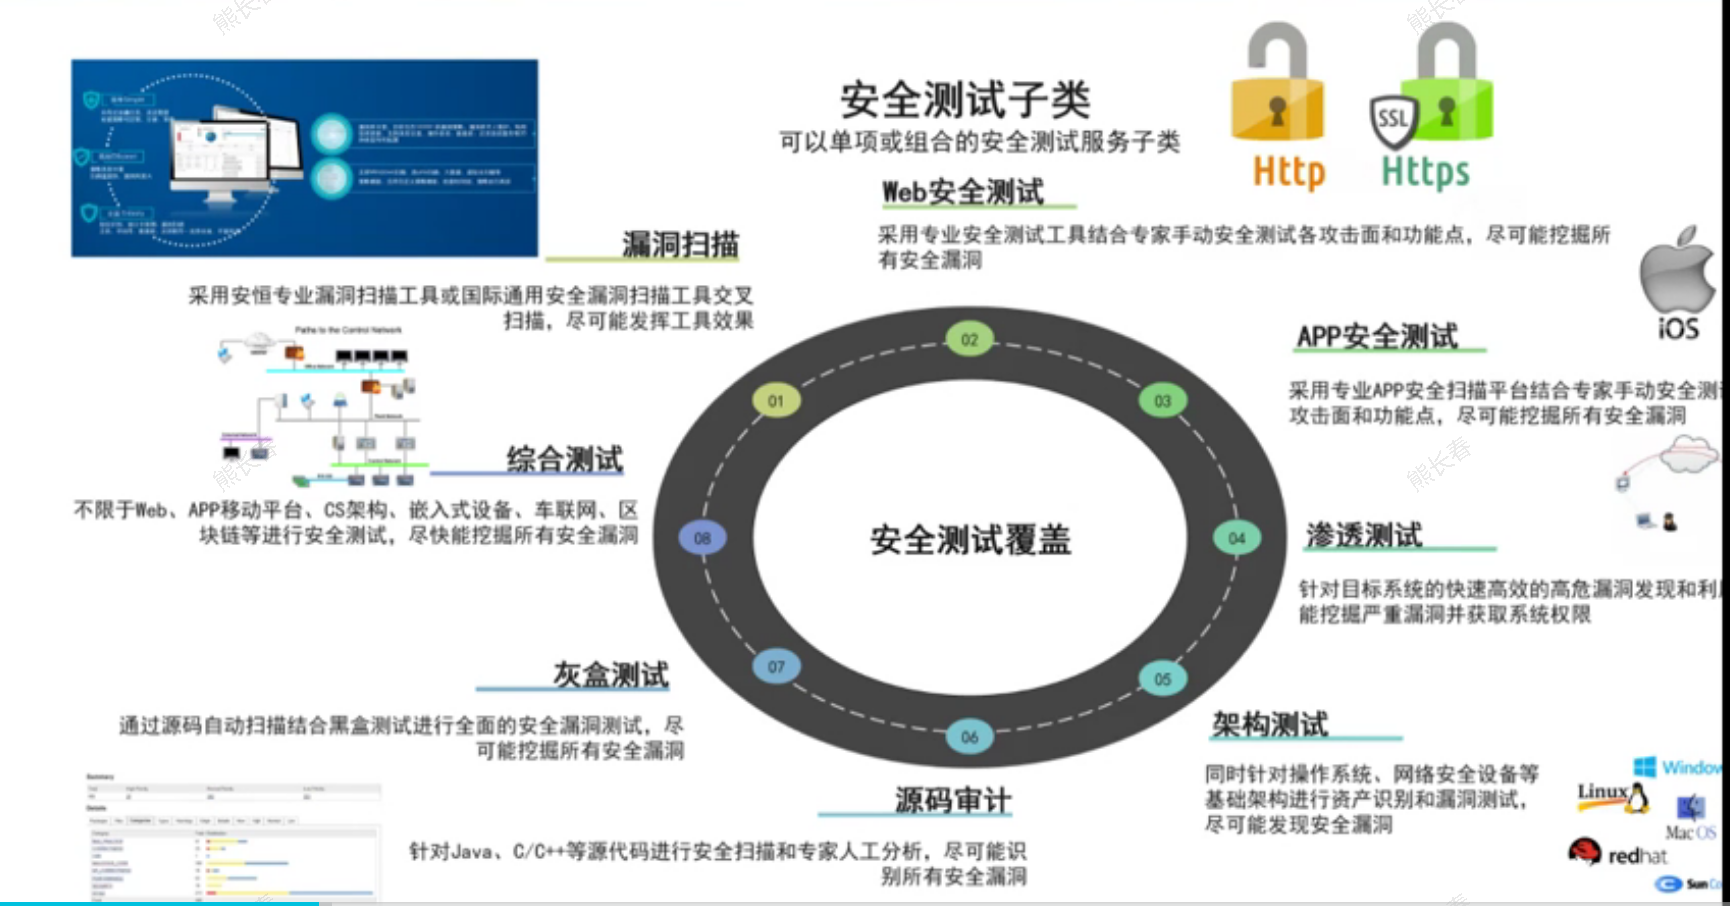 安全测试子类
可以单项或组合的安全测试服务子类
Http
SSL
Https
漏洞扫描
采用安恒专业漏洞扫描工具或国际通用安全漏洞扫描工具交叉
扫描，尽可能发挥工具效果
Web安全测试
采用专业安全测试工具结合专家手动安全测试各攻击面和功能点，尽可能挖掘所
有安全漏洞
iOS
APP安全测试
采用专业APP安全扫描平台结合专家手动安全测
攻击面和功能点，尽可能挖掘所有安全漏洞
渗透测试
针对目标系统的快速高效的高危漏洞发现和利
能挖掘严重漏洞并获取系统权限
架构测试
同时针对操作系统、网络安全设备等
基础架构进行资产识别和漏洞测试，
尽可能发现安全漏洞
Window
Linux
Mac OS
redhat
Sun
源码审计
针对Java、C/C++等源代码进行安全扫描和专家人工分析，尽可能识
别所有安全漏洞
灰盒测试
通过源码自动扫描结合黑盒测试进行全面的安全漏洞测试，尽
可能挖掘所有安全漏洞
Summary
Details
Paths to the Control Network
综合测试
不限于Web、APP移动平台、CS架构、嵌入式设备、车联网、区
块链等进行安全测试，尽快能挖掘所有安全漏洞
安全测试覆盖
01
02
03
04
05
06
07
08
熊长春
熊长春
熊长春
熊长春